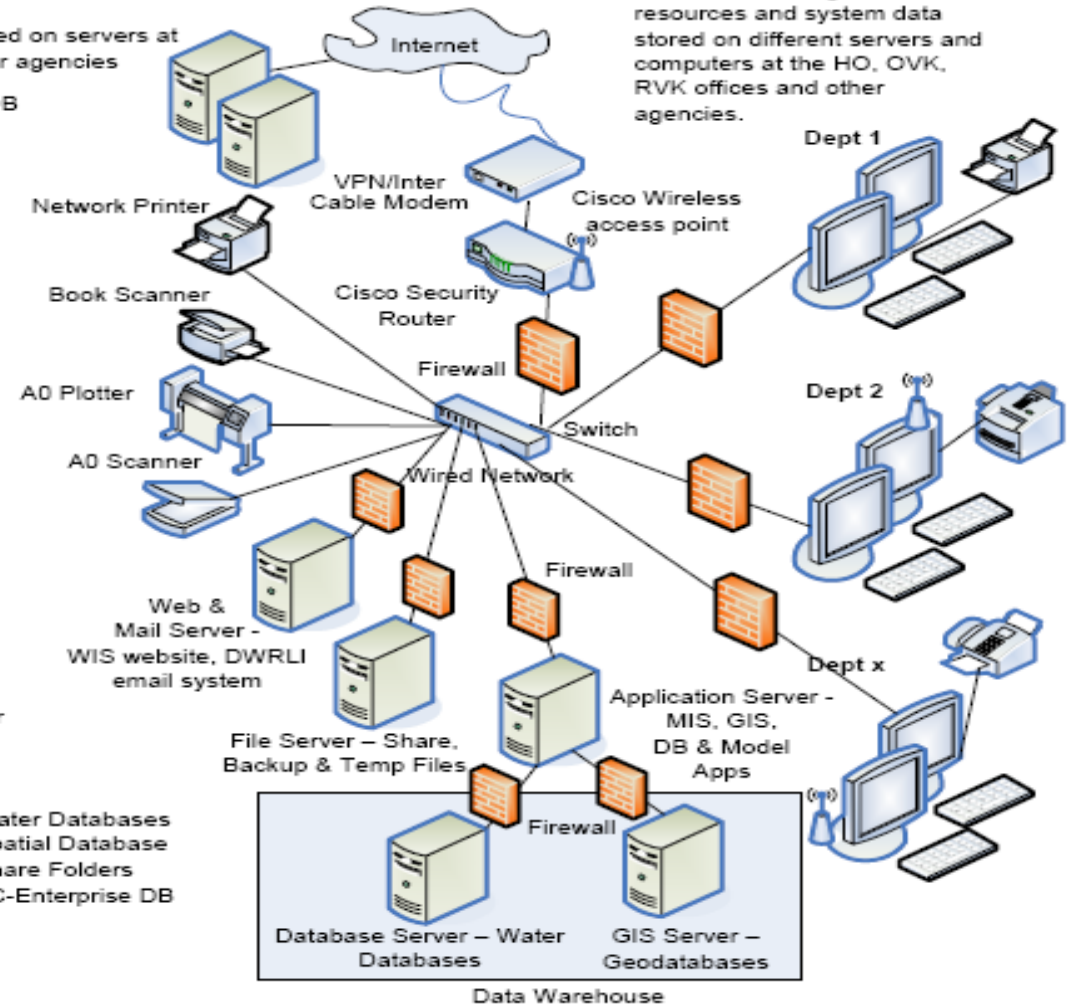 ed on servers at
r agencies
DB
Internet
resources and system data
stored on different servers and
computers at the HO, OVK,
RVK offices and other
agencies.
Dept 1
VPN/Inter
Cable Modem
Cisco Wireless
access point
Network Printer
Book Scanner
Cisco Security
Router
Firewall
A0 Plotter
Dept 2
Switch
A0 Scanner
Wired Network
Firewall
Web &
Mail Server -
WIS website, DWRLI
email system
Dept x
Application Server -
MIS, GIS,
DB & Model
Apps
r
File Server – Share,
Backup & Temp Files
ater Databases
patial Database
hare Folders
C-Enterprise DB
Firewall
Database Server – Water
Databases
GIS Server –
Geodatabases
Data Warehouse